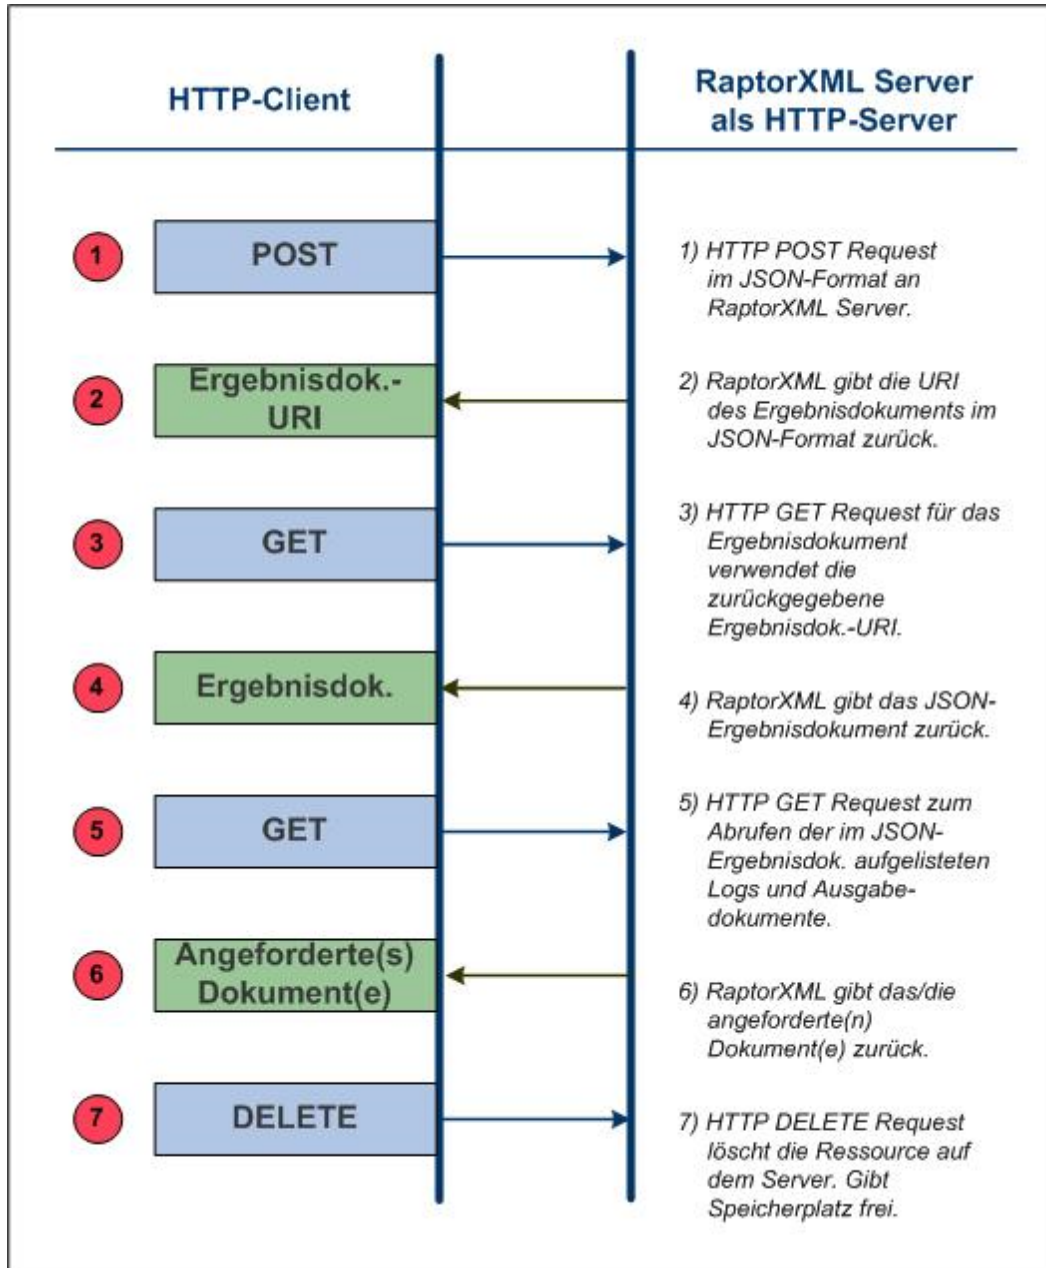 HTTP-Client
RaptorXML Server
als HTTP-Server
1
POST
1) HTTP POST Request
im JSON-Format an
RaptorXML Server.
2
Ergebnisdok.-
URI
2) RaptorXML gibt die URI
des Ergebnisdokuments im
JSON-Format zurück.
3
GET
3) HTTP GET Request für das
Ergebnisdokument
verwendet die
zurückgegebene
Ergebnisdok.-URI.
4
Ergebnisdok.
4) RaptorXML gibt das JSON-
Ergebnisdokument zurück.
5
GET
5) HTTP GET Request zum
Abrufen der im JSON-
Ergebnisdok. aufgelisteten
Logs und Ausgabe-
dokumente.
6
Angeforderte(s)
Dokument(e)
6) RaptorXML gibt das/die
angeforderte(n)
Dokument(e) zurück.
7
DELETE
7) HTTP DELETE Request
löscht die Ressource auf
dem Server. Gibt
Speicherplatz frei.